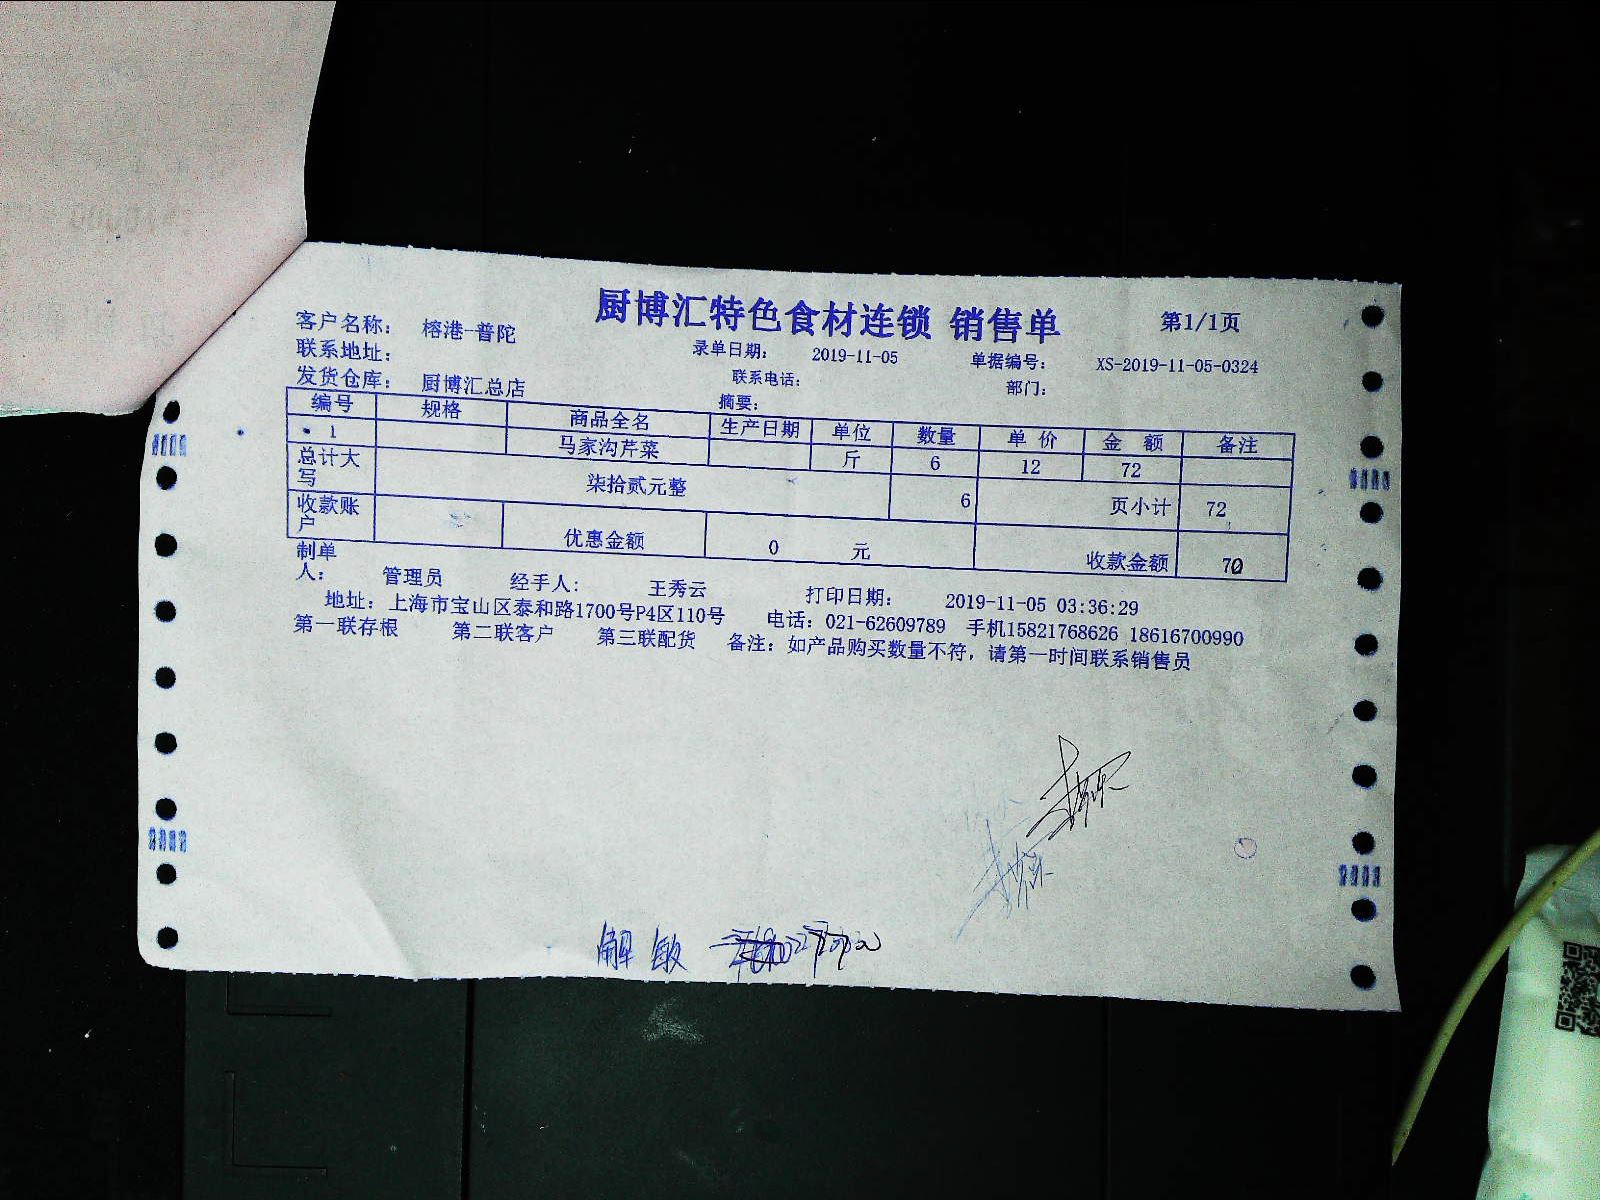 厨博汇特色食材连锁 销售单 第1/1页
客户名称: 榕港-普陀 录单日期: 2019-11-05 单据编号: XS-2019-11-05-0324
联系地址: 联系电话: 部门:
发货仓库: 厨博汇总店 摘要:
编号 规格 商品全名 生产日期 单位 数量 单价 金额 备注
1 马家沟芹菜 斤 6 12 72
总计大写 柒拾贰元整 6 页小计 72
收款账户 优惠金额 0 元 收款金额 70
制单人: 管理员 经手人: 王秀云 打印日期: 2019-11-05 03:36:29
地址: 上海市宝山区泰和路1700号P4区110号 电话: 021-62609789 手机15821768626 18616700990
第一联存根 第二联客户 第三联配货 备注: 如产品购买数量不符, 请第一时间联系销售员
解敏